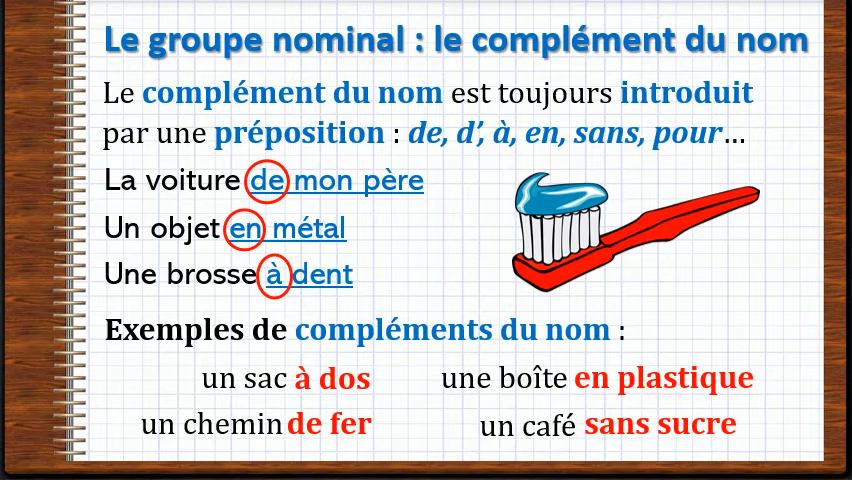 Le groupe nominal : le complément du nom
Le complément du nom est toujours introduit
par une préposition : de, d’, à, en, sans, pour...
La voiture de mon père
Un objet en métal
Une brosse à dent
Exemples de compléments du nom :
un sac à dos
une boîte en plastique
un chemin de fer
un café sans sucre